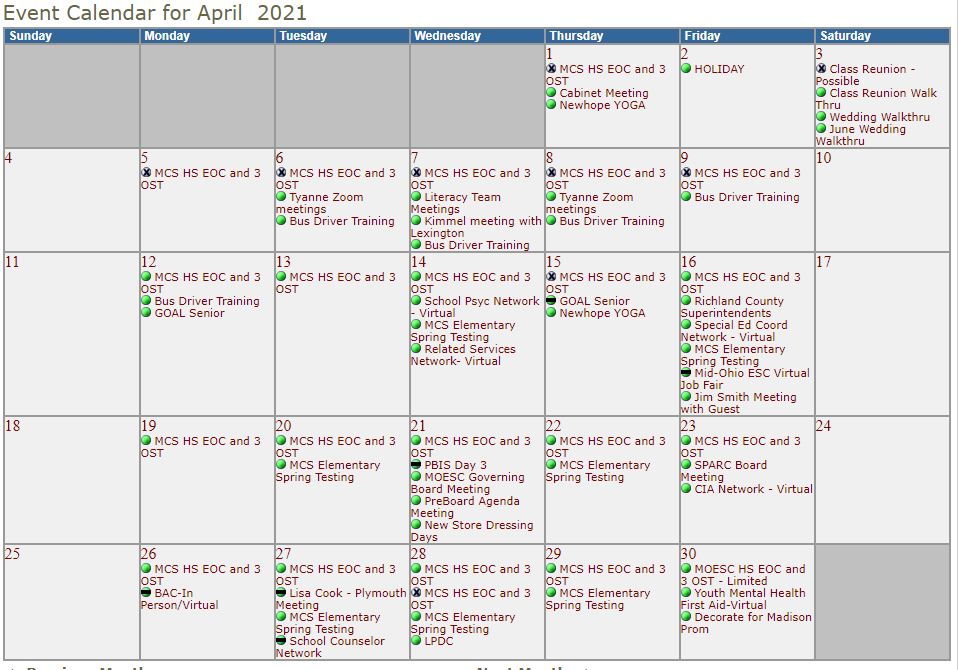 Event Calendar for April 2021
Sunday Monday Tuesday Wednesday Thursday Friday Saturday
1
MCS HS EOC and 3
OST
Cabinet Meeting
Newhope YOGA
2
HOLIDAY
3
Class Reunion -
Possible
Class Reunion Walk
Thru
Wedding Walkthru
June Wedding
Walkthru
4
5
MCS HS EOC and 3
OST
6
MCS HS EOC and 3
OST
Tyanne Zoom
meetings
Bus Driver Training
7
MCS HS EOC and 3
OST
Literacy Team
Meetings
Kimmel meeting with
Lexington
Bus Driver Training
8
MCS HS EOC and 3
OST
Tyanne Zoom
meetings
Bus Driver Training
9
MCS HS EOC and 3
OST
Bus Driver Training
10
11
12
MCS HS EOC and 3
OST
Bus Driver Training
GOAL Senior
13
MCS HS EOC and 3
OST
14
MCS HS EOC and 3
OST
School Psyc Network
- Virtual
MCS Elementary
Spring Testing
Related Services
Network- Virtual
15
MCS HS EOC and 3
OST
GOAL Senior
Newhope YOGA
16
MCS HS EOC and 3
OST
Richland County
Superintendents
Special Ed Coord
Network - Virtual
MCS Elementary
Spring Testing
Mid-Ohio ESC Virtual
Job Fair
Jim Smith Meeting
with Guest
17
18
19
MCS HS EOC and 3
OST
20
MCS HS EOC and 3
OST
MCS Elementary
Spring Testing
21
MCS HS EOC and 3
OST
PBIS Day 3
MOESC Governing
Board Meeting
PreBoard Agenda
Meeting
New Store Dressing
Days
22
MCS HS EOC and 3
OST
MCS Elementary
Spring Testing
23
MCS HS EOC and 3
OST
SPARC Board
Meeting
CIA Network - Virtual
24
25
26
MCS HS EOC and 3
OST
BAC-In
Person/Virtual
27
MCS HS EOC and 3
OST
Lisa Cook - Plymouth
Meeting
MCS Elementary
Spring Testing
School Counselor
Network
28
MCS HS EOC and 3
OST
MCS HS EOC and 3
OST
MCS Elementary
Spring Testing
LPDC
29
MCS HS EOC and 3
OST
MCS Elementary
Spring Testing
30
MOESC HS EOC and
3 OST - Limited
Youth Mental Health
First Aid-Virtual
Decorate for Madison
Prom